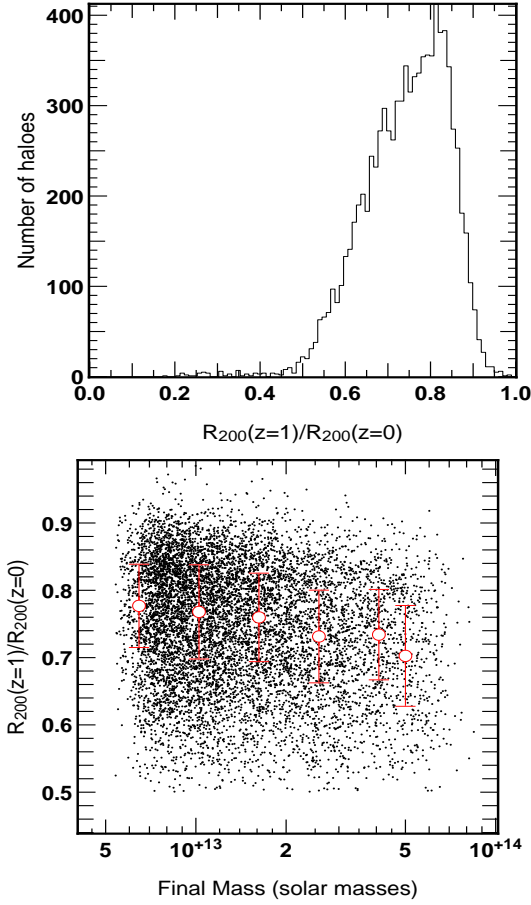 400
300
200
100
0
Number of haloes
0.0 0.2 0.4 0.6 0.8 1.0
R200(z=1)/R200(z=0)
0.9
0.8
0.7
0.6
0.5
R200(z=1)/R200(z=0)
5 10+13 2 5 10+14
Final Mass (solar masses)